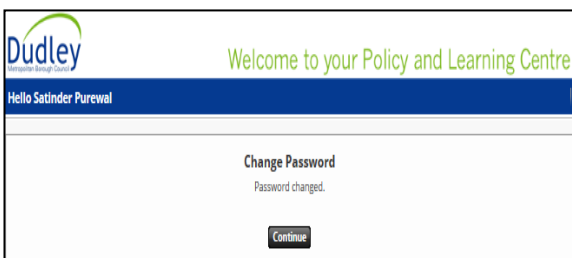 Dudley
Metropolitan Borough Council
Welcome to your Policy and Learning Centre
Hello Satinder Purewal
Change Password
Password changed.
Continue